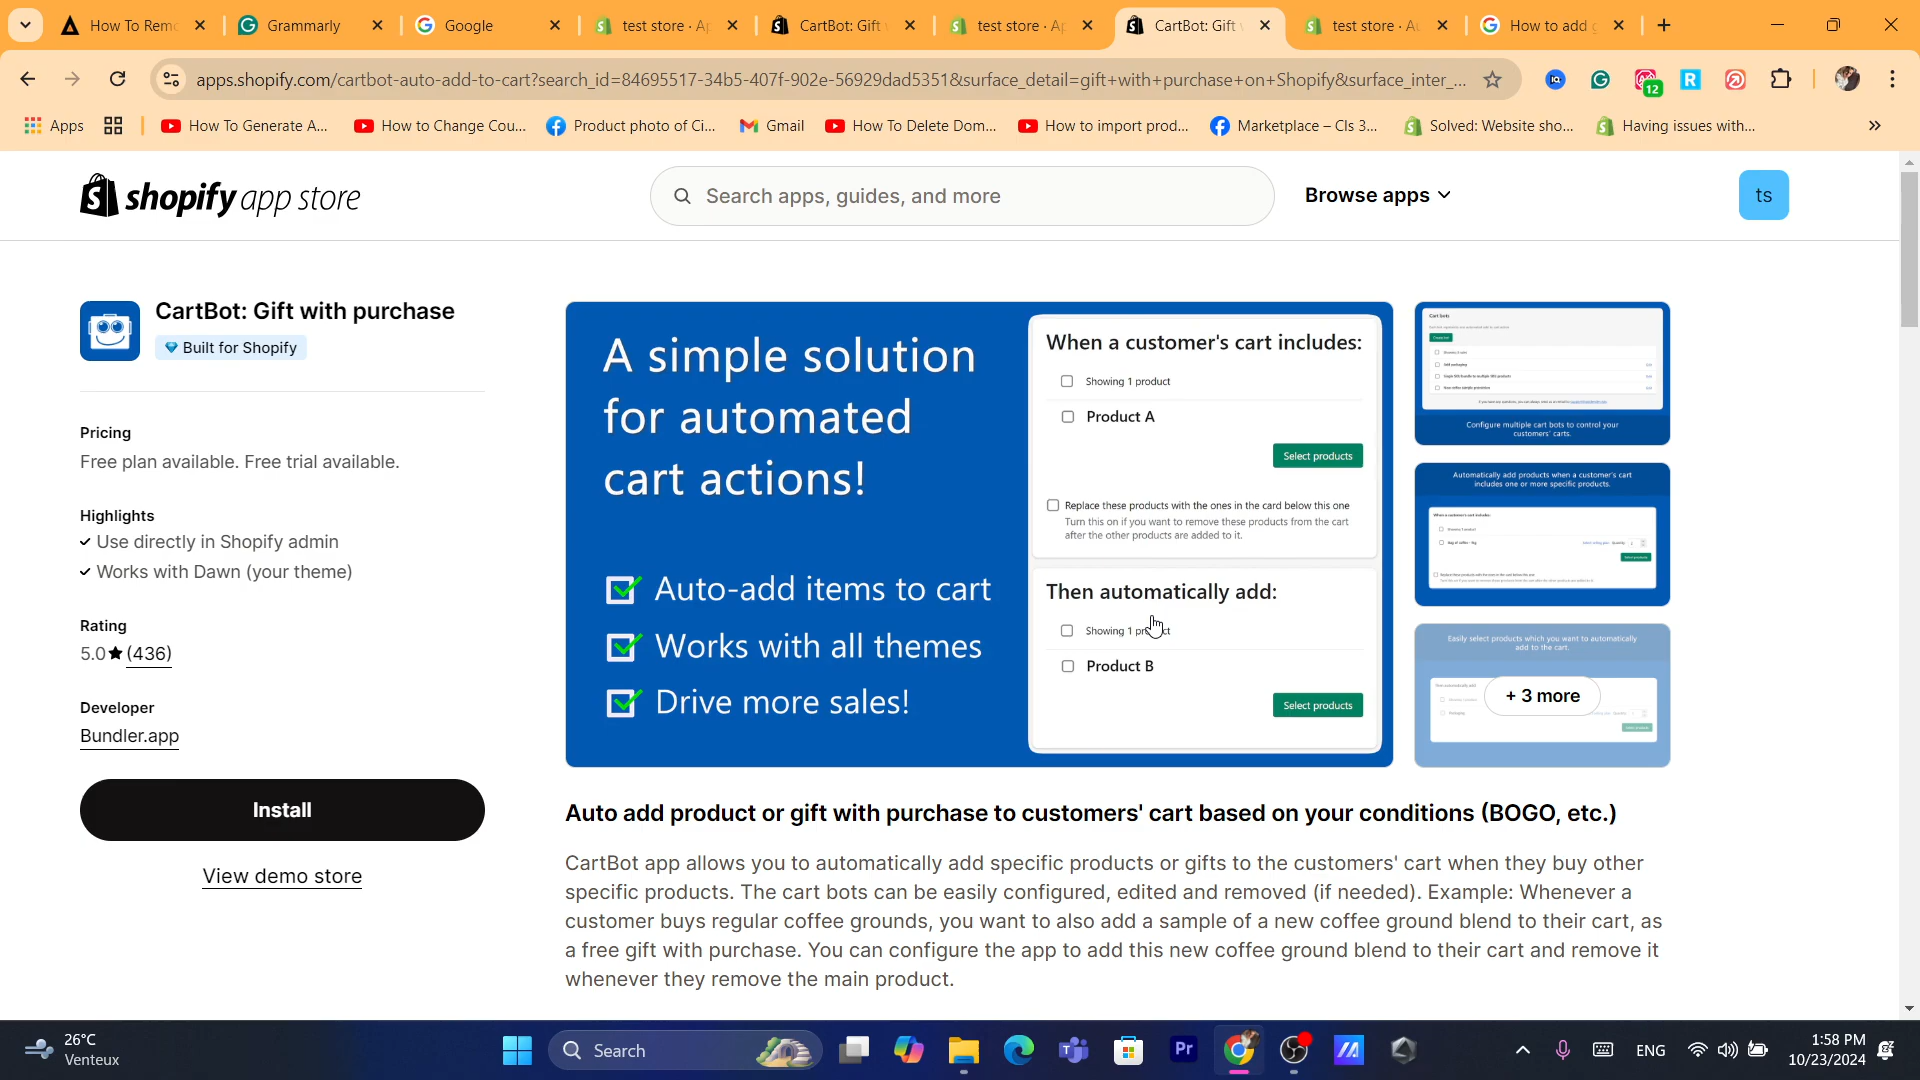 How To Remo
Grammarly
Google
test store · Ap
CartBot: Gift
test store · Ap
CartBot: Gift
test store · Au
How to add g
apps.shopify.com/cartbot-auto-add-to-cart?search_id=84695517-34b5-407f-902e-56929dad5351&surface_detail=gift+with+purchase+on+Shopify&surface_inter_...
12
Apps
How To Generate A...
How to Change Cou...
Product photo of Ci...
Gmail
How To Delete Dom...
How to import prod...
Marketplace – Cls 3...
Solved: Website sho...
Having issues with...
shopify app store
Search apps, guides, and more
Browse apps
ts
CartBot: Gift with purchase
Built for Shopify
Pricing
Free plan available. Free trial available.
Highlights
Use directly in Shopify admin
Works with Dawn (your theme)
Rating
5.0★ (436)
Developer
Bundler.app
Install
View demo store
A simple solution
for automated
cart actions!
Auto-add items to cart
Works with all themes
Drive more sales!
When a customer's cart includes:
Showing 1 product
Product A
Select products
Replace these products with the ones in the card below this one
Turn this on if you want to remove these products from the cart
after the other products are added to it.
Then automatically add:
Showing 1 product
Product B
Select products
Cart bots
Configure multiple cart bots to control your
customers' carts.
Automatically add products when a customer's cart
includes one or more specific products.
Easily select products which you want to automatically
add to the cart.
+ 3 more
Auto add product or gift with purchase to customers' cart based on your conditions (BOGO, etc.)
CartBot app allows you to automatically add specific products or gifts to the customers' cart when they buy other
specific products. The cart bots can be easily configured, edited and removed (if needed). Example: Whenever a
customer buys regular coffee grounds, you want to also add a sample of a new coffee ground blend to their cart, as
a free gift with purchase. You can configure the app to add this new coffee ground blend to their cart and remove it
whenever they remove the main product.
26°C
Venteux
Search
Pr
ENG
1:58 PM
10/23/2024